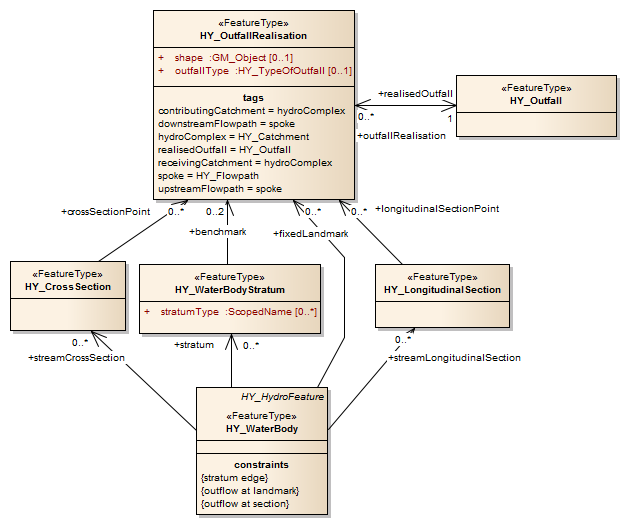 «FeatureType»
HY_OutfallRealisation
+ shape :GM_Object [0..1]
+ outfallType :HY_TypeOfOutfall [0..1]
tags
contributingCatchment = hydroComplex
downstreamFlowpath = spoke
hydroComplex = HY_Catchment
realisedOutfall = HY_Outfall
receivingCatchment = hydroComplex
spoke = HY_Flowpath
upstreamFlowpath = spoke
+realisedOutfall
0..*
1
+outfallRealisation
«FeatureType»
HY_Outfall
+crossSectionPoint
0..*
0..2
+benchmark
0..*
+fixedLandmark
0..*
+longitudinalSectionPoint
«FeatureType»
HY_CrossSection
«FeatureType»
HY_WaterBodyStratum
+ stratumType :ScopedName [0..*]
«FeatureType»
HY_LongitudinalSection
0..*
+streamCrossSection
+stratum
0..*
0..*
+streamLongitudinalSection
HY_HydroFeature
«FeatureType»
HY_WaterBody
constraints
{stratum edge}
{outflow at landmark}
{outflow at section}